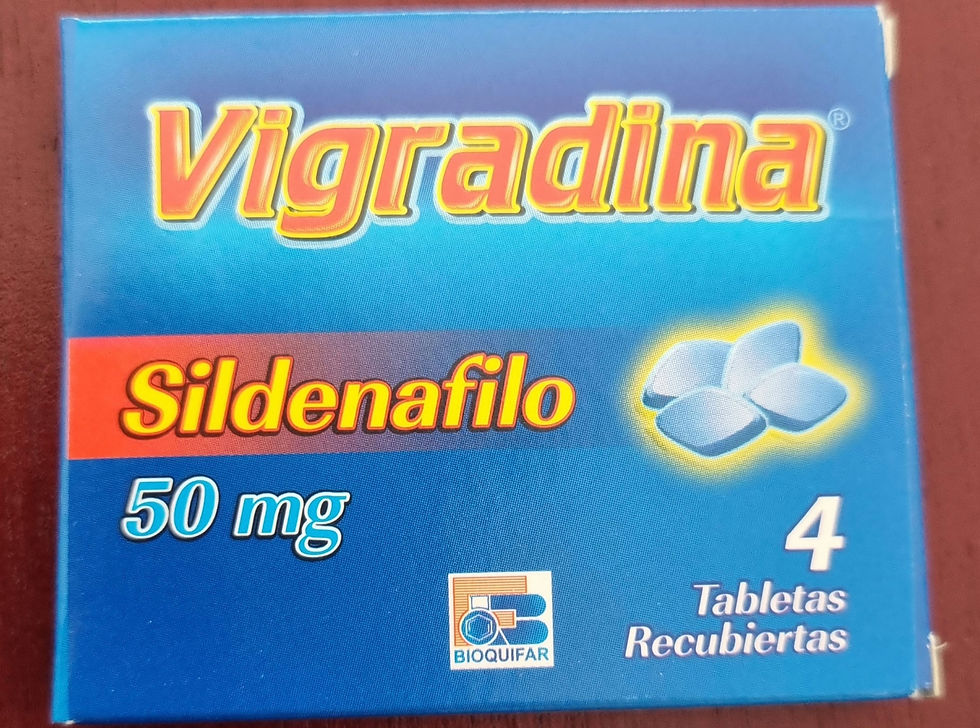 Vigradina®
Sildenafilo
50 mg
4
Tabletas
Recubiertas
BIOQUIFAR